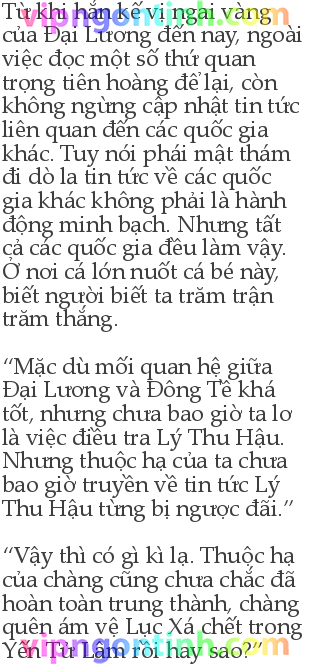 Từ khi hắn kế vị ngai vàng
vipngontinh.com
của Đại Lương đến nay, ngoài
việc đọc một số thứ quan
trọng tiên hoàng để lại, còn
không ngừng cập nhật tin tức
liên quan đến các quốc gia
khác. Tuy nói phái mật thám
đi dò la tin tức về các quốc
gia khác không phải là hành
động minh bạch. Nhưng tất
cả các quốc gia đều làm vậy.
Ở nơi cá lớn nuốt cá bé này,
biết người biết ta trăm trận
trăm thắng.
“Mặc dù mối quan hệ giữa
Đại Lương và Đông Tề khá
tốt, nhưng chưa bao giờ ta lơ
là việc điều tra Lý Thu Hậu.
Nhưng thuộc hạ của ta chưa
bao giờ truyền về tin tức Lý
Thu Hậu từng bị ngược đãi.”
“Vậy thì có gì kì lạ. Thuộc hạ
của chàng cũng chưa chắc đã
hoàn toàn trung thành, chàng
quên ám vệ Lục Xá chết trong
Yên Tử Lâm rồi hay sao?”
vipngontinh.com